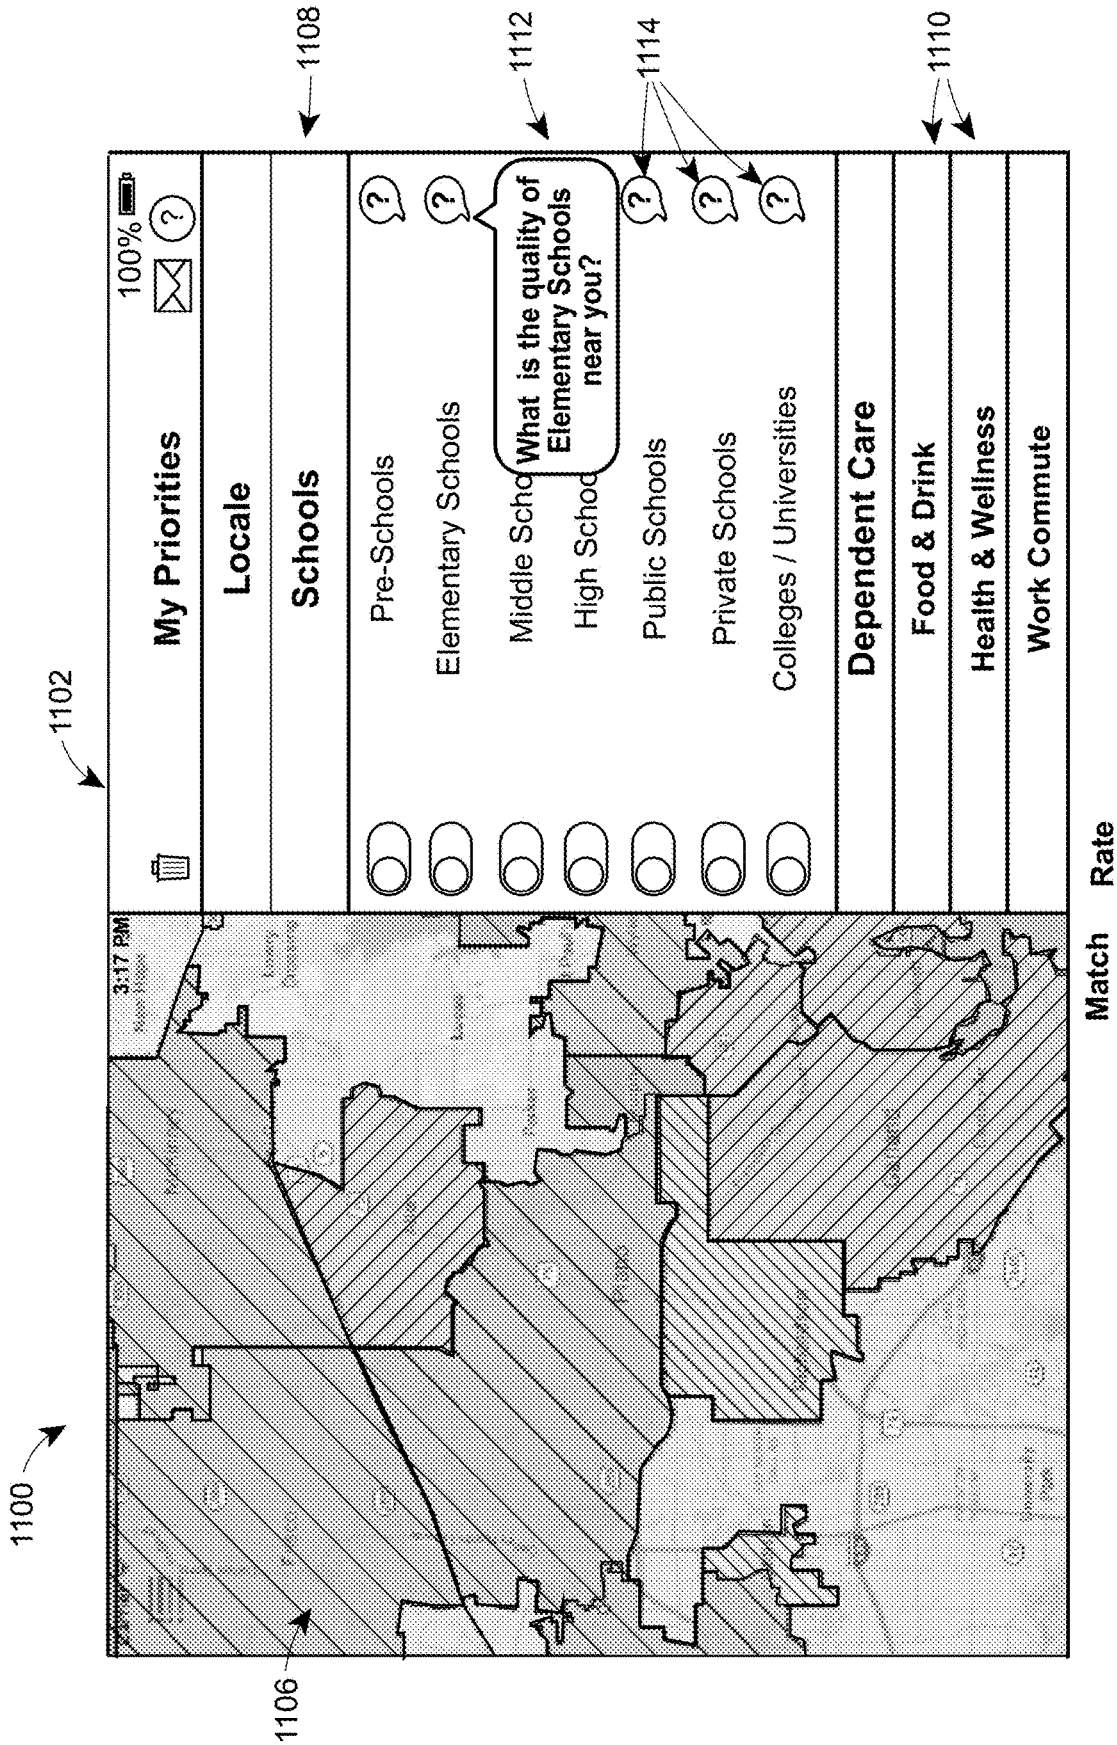 1100
1102
3:17 PM
100%
My Priorities
?
Locale
Schools
1108
Pre-Schools
?
Elementary Schools
?
What is the quality of
Elementary Schools
near you?
1112
Middle Scho
High Schoo
Public Schools
?
1114
Private Schools
?
Colleges / Universities
?
Dependent Care
Food & Drink
1110
Health & Wellness
Work Commute
1106
Match Rate